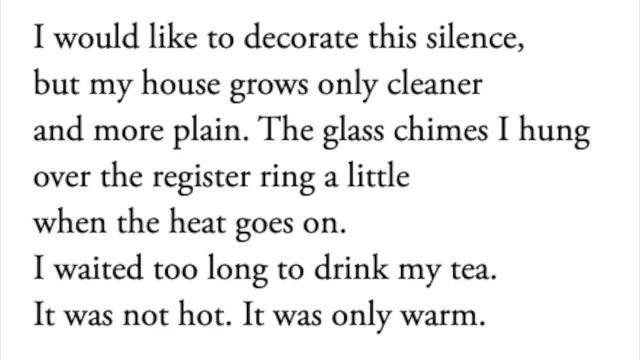 I would like to decorate this silence,
but my house grows only cleaner
and more plain. The glass chimes I hung
over the register ring a little
when the heat goes on.
I waited too long to drink my tea.
It was not hot. It was only warm.